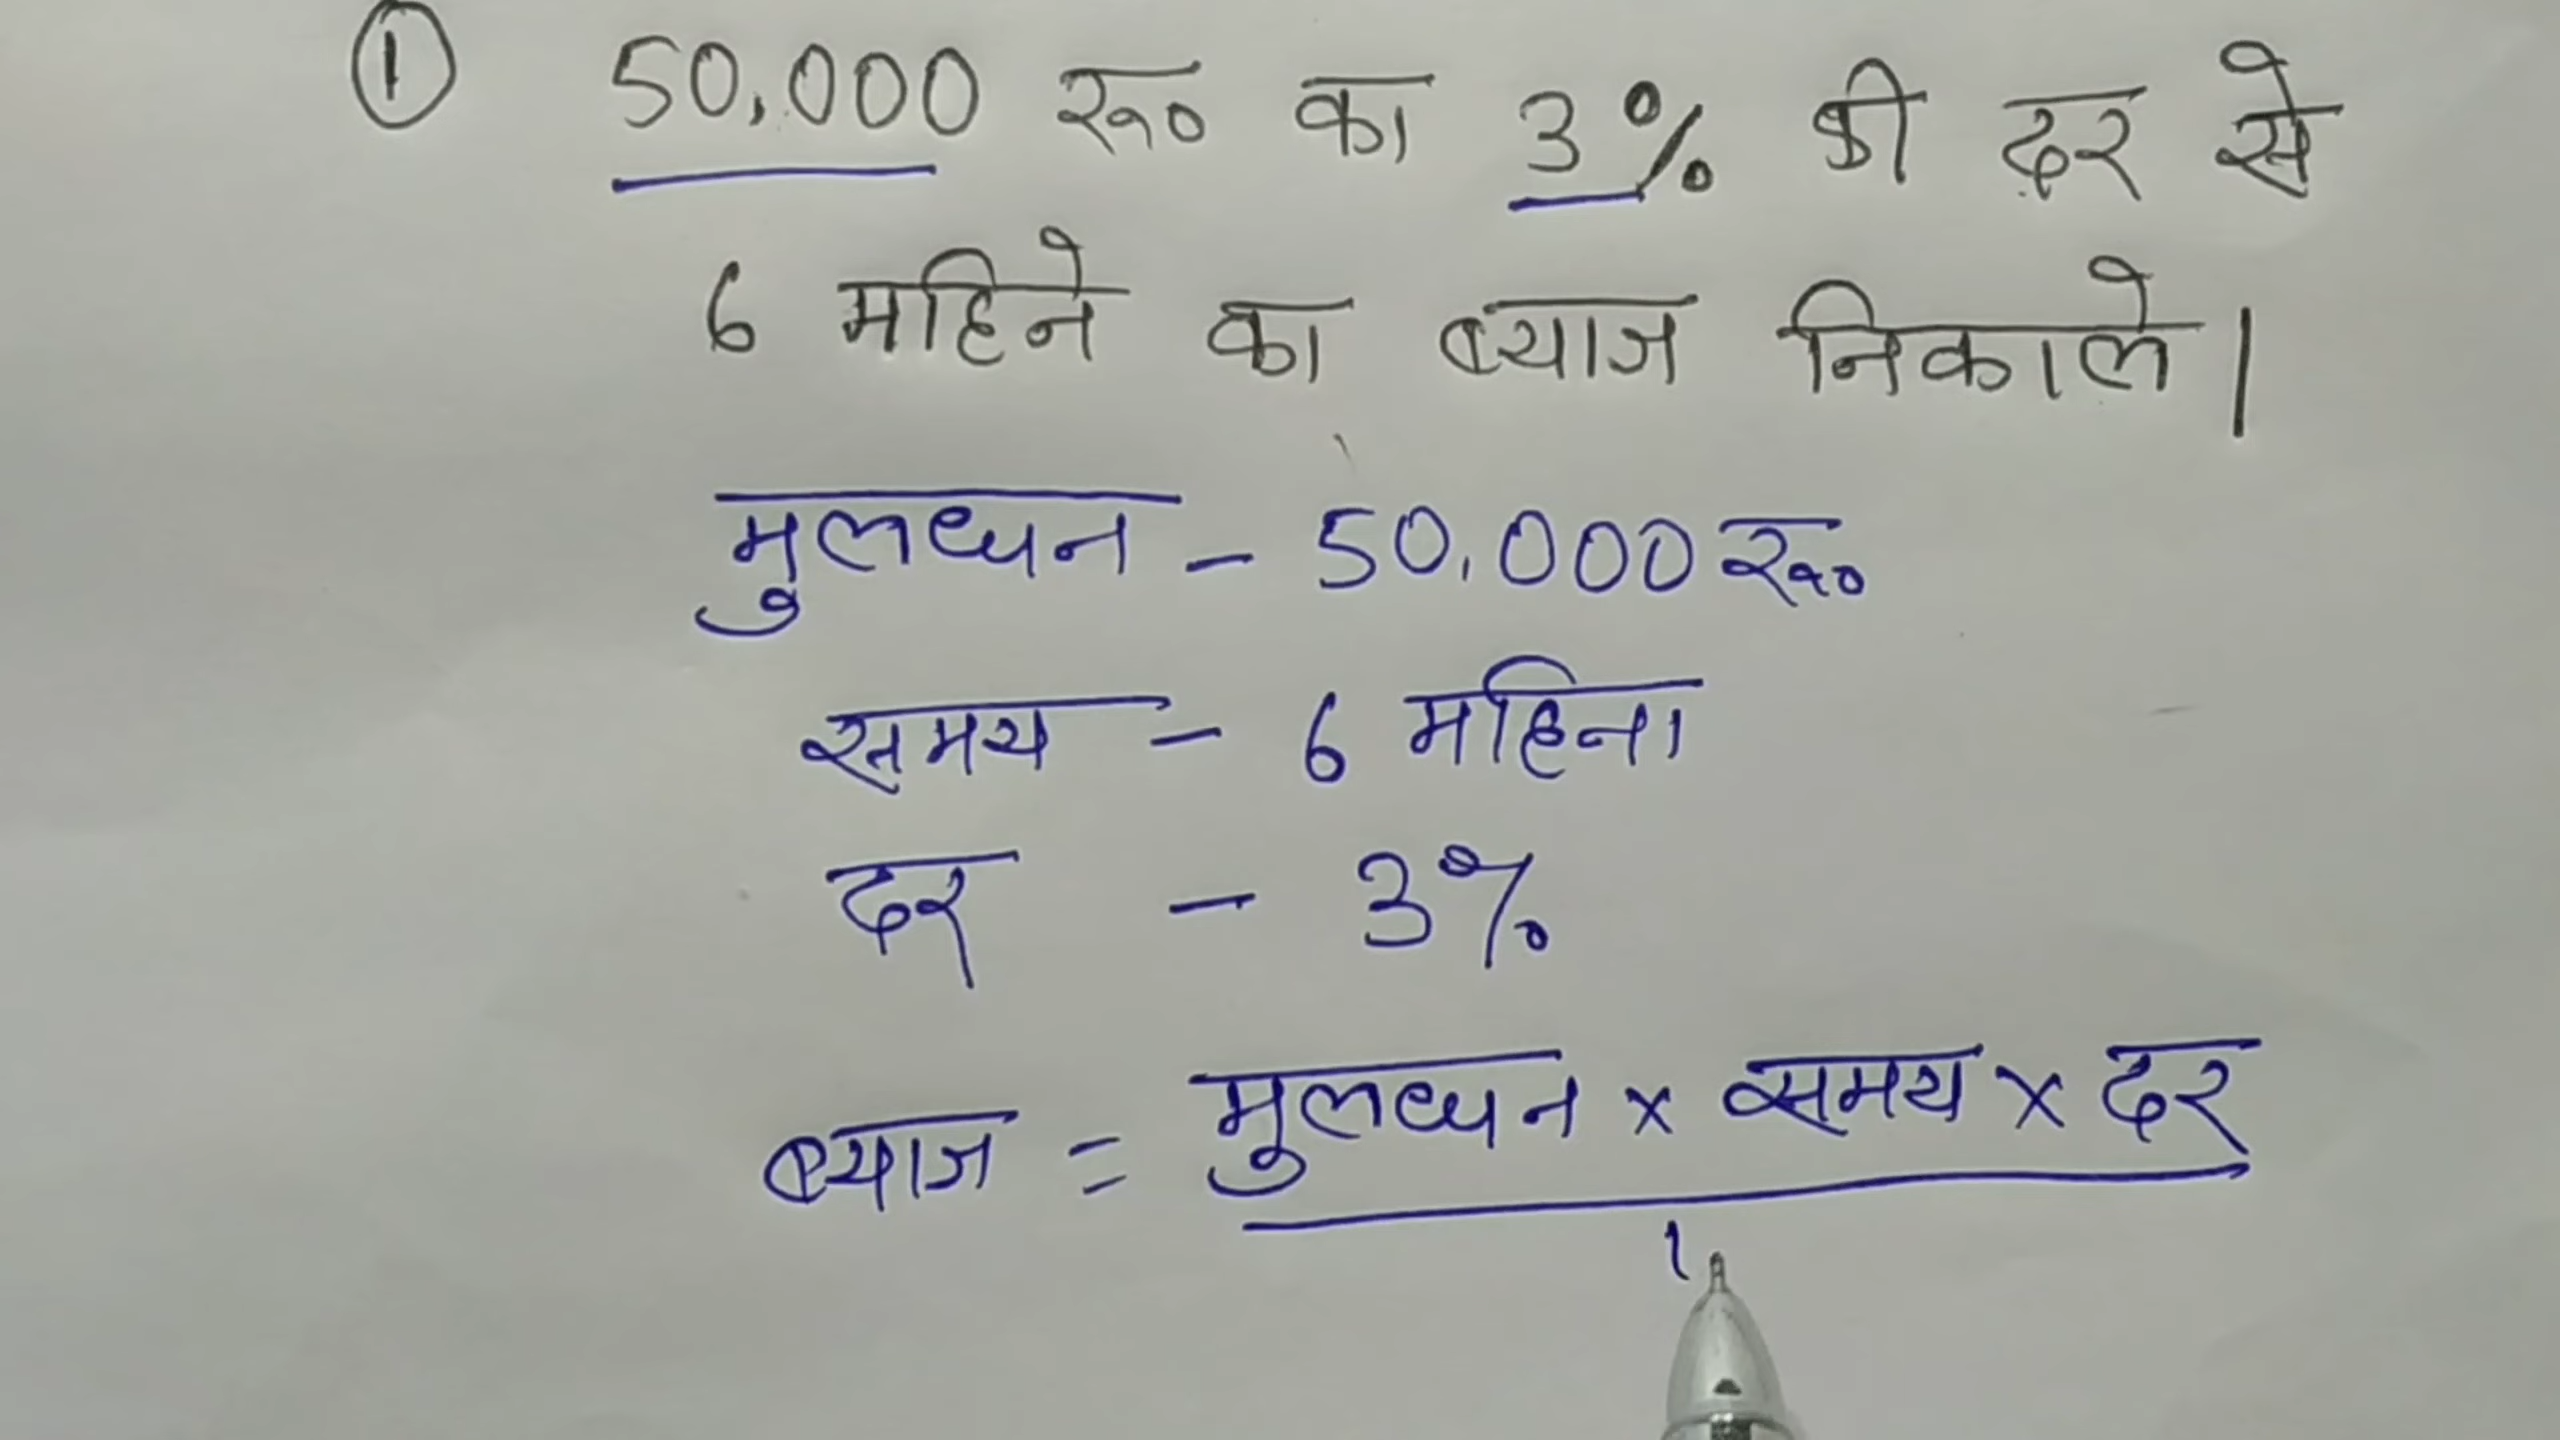 ① 50,000 रू० का 3% की दर से
6 महिने का ब्याज निकाले।
मुलधन - 50,000 रू०
समय - 6 महिना
दर - 3%
ब्याज = मुलधन × समय × दर
1